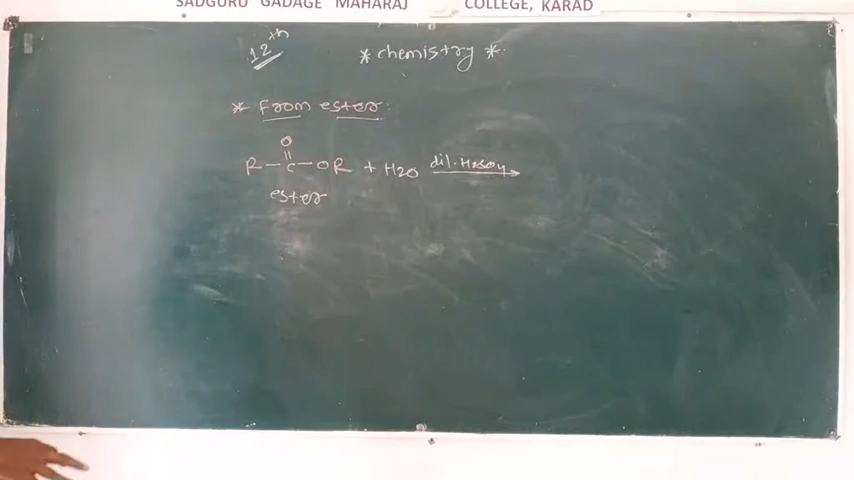 SADGURU GADAGE MAHARAJ COLLEGE, KARAD
12th * chemistry *
* From ester:
O
||
R — C — OR + H2O dil. H2SO4 →
ester